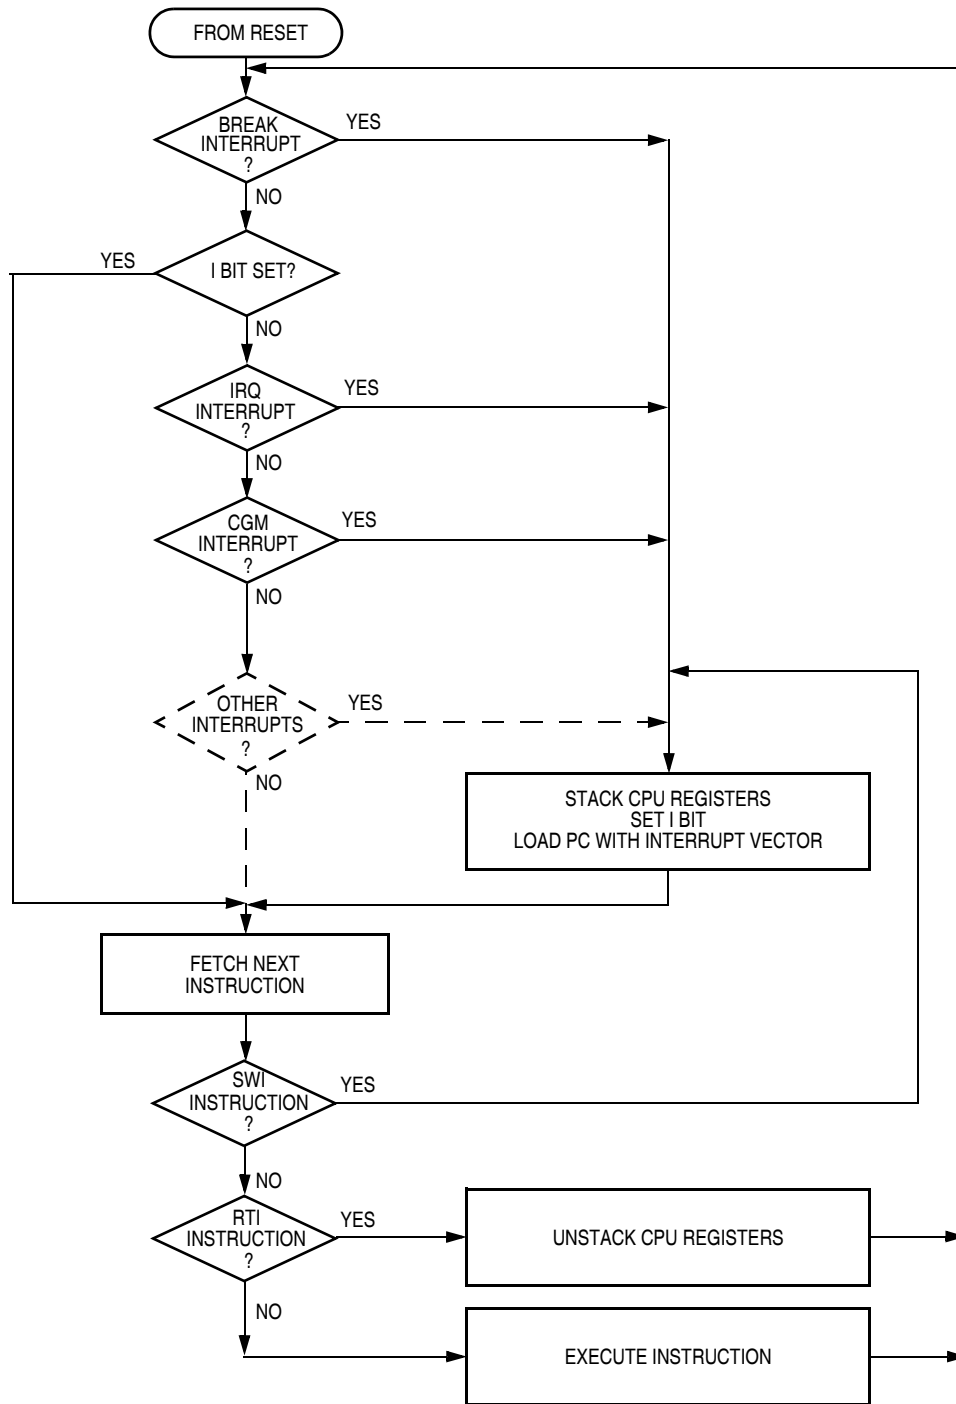 FROM RESET
BREAK
INTERRUPT
?
YES
NO
YES
I BIT SET?
NO
IRQ
INTERRUPT
?
YES
NO
CGM
INTERRUPT
?
YES
NO
OTHER
INTERRUPTS
?
YES
NO
STACK CPU REGISTERS
SET I BIT
LOAD PC WITH INTERRUPT VECTOR
FETCH NEXT
INSTRUCTION
SWI
INSTRUCTION
?
YES
NO
RTI
INSTRUCTION
?
YES
UNSTACK CPU REGISTERS
NO
EXECUTE INSTRUCTION